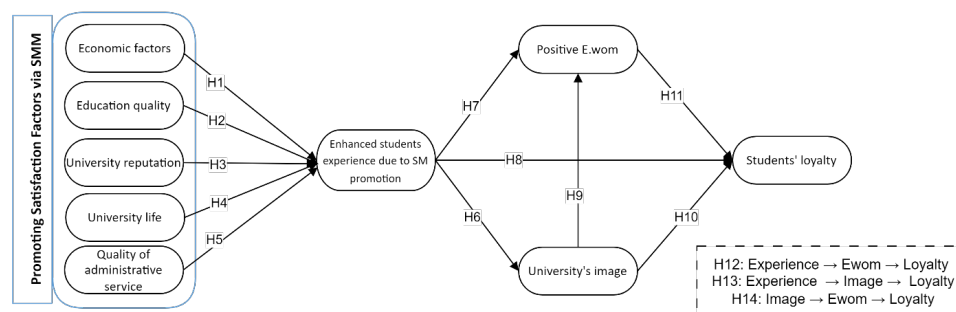 Promoting Satisfaction Factors via SMM
Economic factors
Education quality
University reputation
University life
Quality of
administrative
service
H1
H2
H3
H4
H5
Enhanced students
experience due to SM
promotion
H7
H8
H6
Positive E.wom
H9
University's image
H11
H10
Students' loyalty
H12: Experience → Ewom → Loyalty
H13: Experience → Image → Loyalty
H14: Image → Ewom → Loyalty